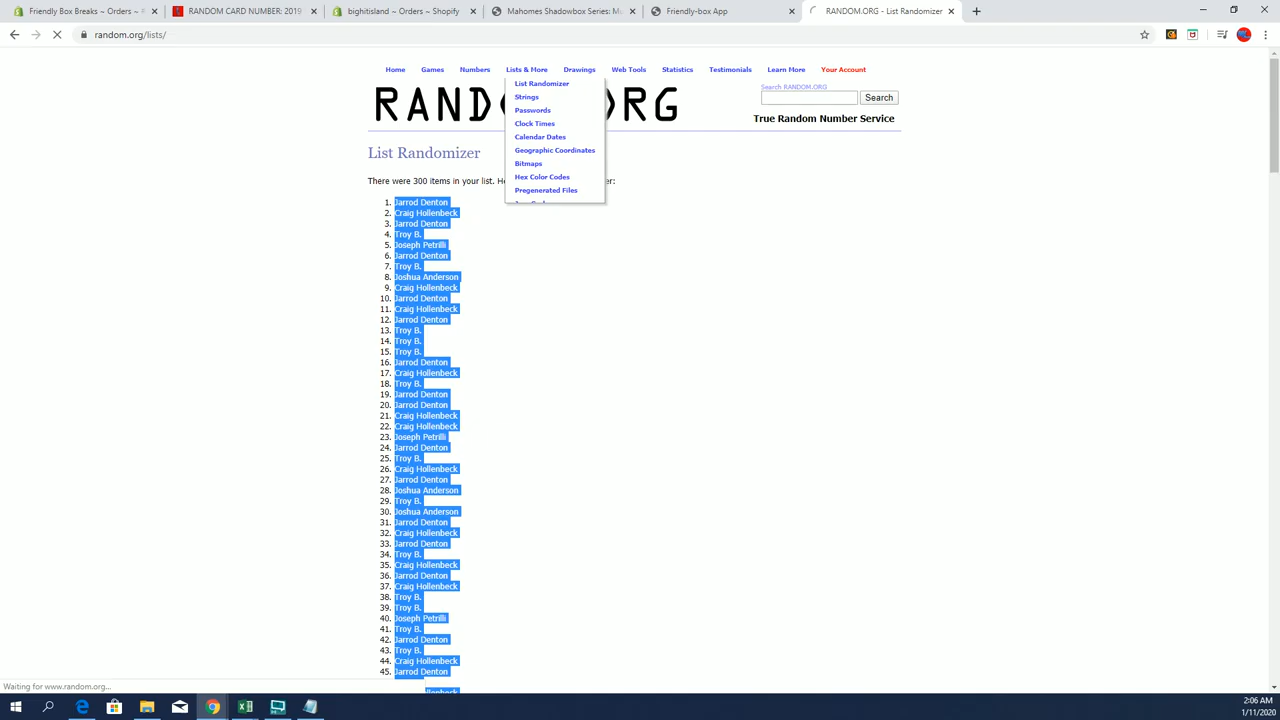 Friendly Box Breaks ~ Orders ~ S
RANDOM CARD NUMBER: 2019
bighitisland ~ Orders ~ Shopify
Mahomes Shadowbox Series: Mu
Friendly-box App
RANDOM.ORG - List Randomizer
random.org/lists/
Home Games Numbers Lists & More Drawings Web Tools Statistics Testimonials Learn More Your Account
List Randomizer
Strings
Passwords
Clock Times
Calendar Dates
Geographic Coordinates
Bitmaps
Hex Color Codes
Pregenerated Files
RANDOM.ORG
Search RANDOM.ORG
Search
True Random Number Service
List Randomizer
There were 300 items in your list. He er:
1. Jarrod Denton
2. Craig Hollenbeck
3. Jarrod Denton
4. Troy B.
5. Joseph Petrilli
6. Jarrod Denton
7. Troy B.
8. Joshua Anderson
9. Craig Hollenbeck
10. Jarrod Denton
11. Craig Hollenbeck
12. Jarrod Denton
13. Troy B.
14. Troy B.
15. Troy B.
16. Jarrod Denton
17. Craig Hollenbeck
18. Troy B.
19. Jarrod Denton
20. Jarrod Denton
21. Craig Hollenbeck
22. Craig Hollenbeck
23. Joseph Petrilli
24. Jarrod Denton
25. Troy B.
26. Craig Hollenbeck
27. Jarrod Denton
28. Joshua Anderson
29. Troy B.
30. Joshua Anderson
31. Jarrod Denton
32. Craig Hollenbeck
33. Jarrod Denton
34. Troy B.
35. Craig Hollenbeck
36. Jarrod Denton
37. Craig Hollenbeck
38. Troy B.
39. Troy B.
40. Joseph Petrilli
41. Troy B.
42. Jarrod Denton
43. Troy B.
44. Craig Hollenbeck
45. Jarrod Denton
Waiting for www.random.org...
2:06 AM
1/11/2020